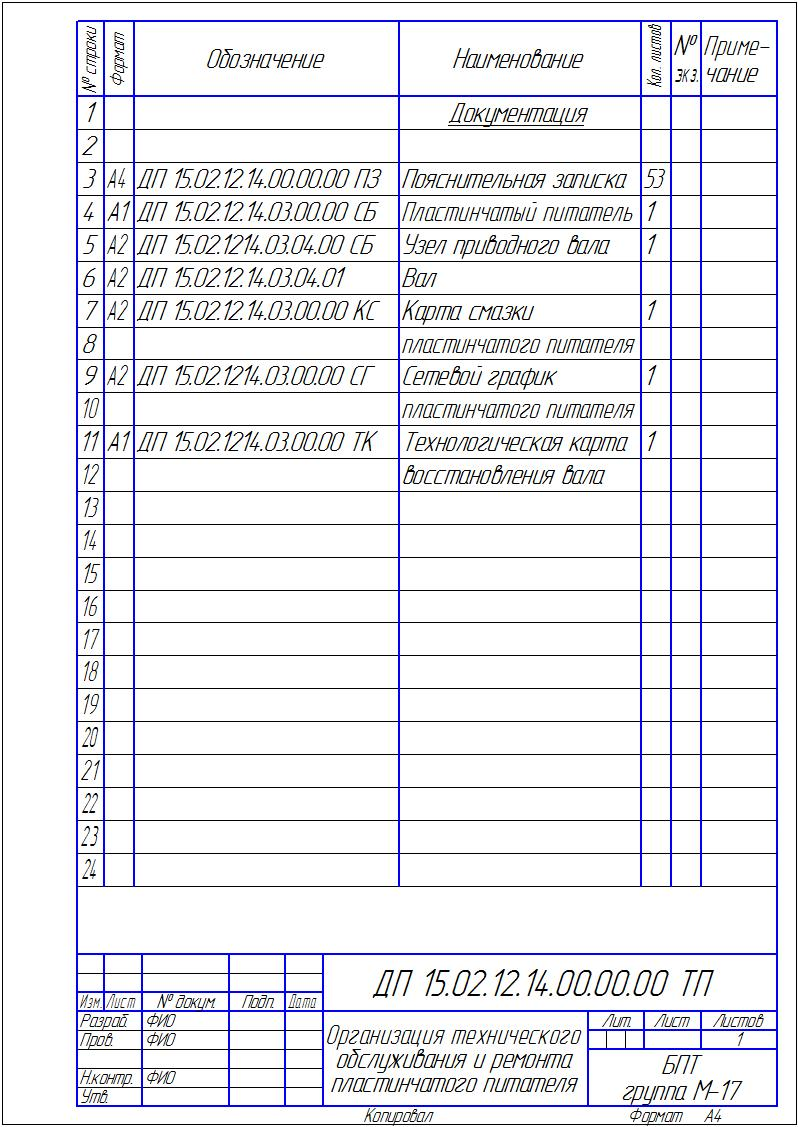 № строки Формат Обозначение Наименование Кол. листов № экз. Приме-
чание
1 Документация
2
3 А4 ДП 15.02.12.14.00.00.00 ПЗ Пояснительная записка 53
4 А1 ДП 15.02.12.14.03.00.00 СБ Пластинчатый питатель 1
5 А2 ДП 15.02.1214.03.04.00 СБ Узел приводного вала 1
6 А2 ДП 15.02.12.14.03.04.01 Вал
7 А2 ДП 15.02.12.14.03.00.00 КС Карта смазки 1
8 пластинчатого питателя
9 А2 ДП 15.02.1214.03.00.00 СГ Сетевой график 1
10 пластинчатого питателя
11 А1 ДП 15.02.1214.03.00.00 ТК Технологическая карта 1
12 восстановления вала
13
14
15
16
17
18
19
20
21
22
23
24
ДП 15.02.12.14.00.00.00 ТП
Изм. Лист № докум. Подп. Дата
Разраб. ФИО
Пров. ФИО
Н.контр. ФИО
Утв.
Организация технического
обслуживания и ремонта
пластинчатого питателя
Лит. Лист Листов
1
БПТ
группа М-17
Копировал Формат А4